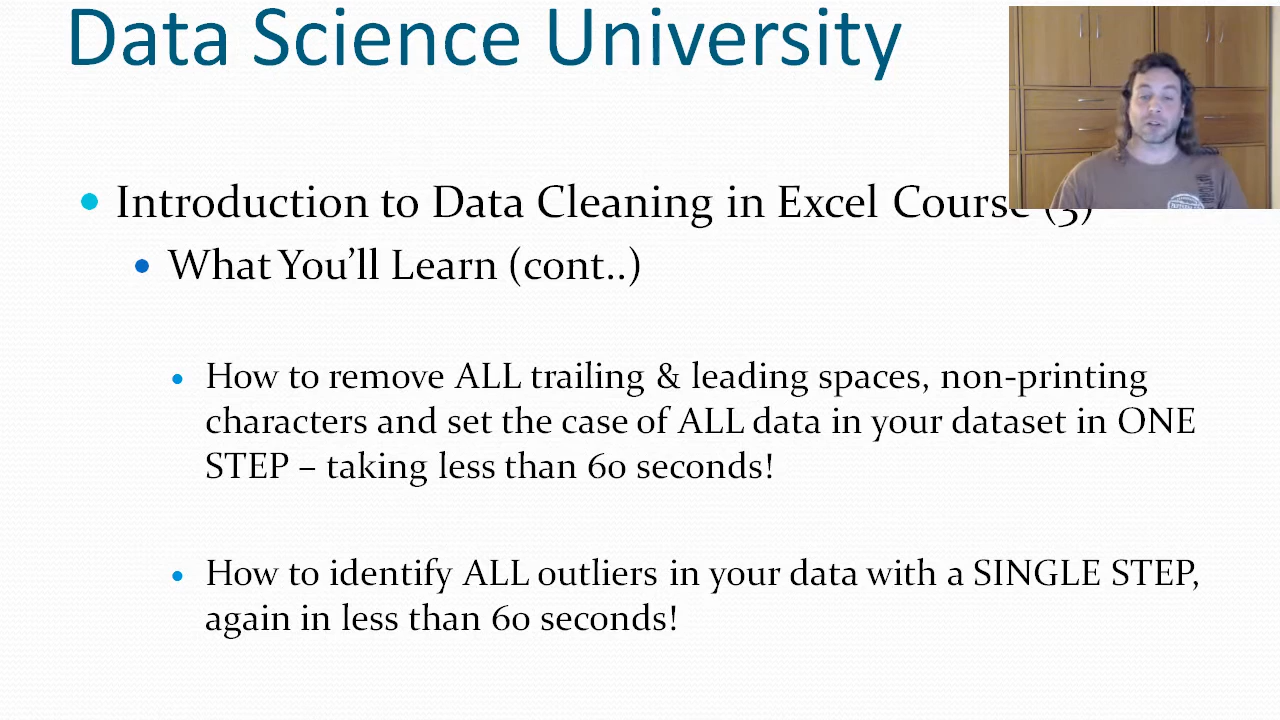 Data Science University
Introduction to Data Cleaning in Excel Course (3)
What You'll Learn (cont..)
How to remove ALL trailing & leading spaces, non-printing
characters and set the case of ALL data in your dataset in ONE
STEP – taking less than 60 seconds!
How to identify ALL outliers in your data with a SINGLE STEP,
again in less than 60 seconds!